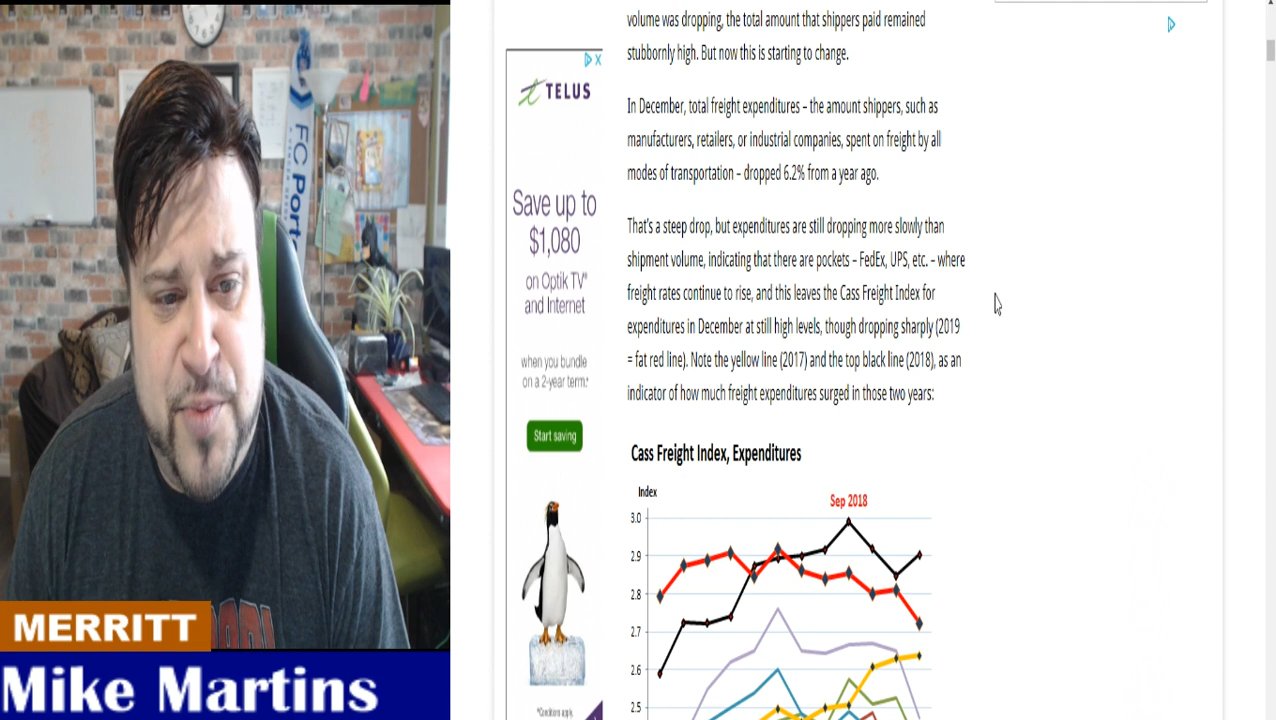 FC Porto
MERRITT
Mike Martins
TELUS
Save up to
$1,080
on Optik TV*
and Internet
when you bundle
on a 2-year term.*
Start saving
*Conditions apply.
volume was dropping, the total amount that shippers paid remained
stubbornly high. But now this is starting to change.
In December, total freight expenditures – the amount shippers, such as
manufacturers, retailers, or industrial companies, spent on freight by all
modes of transportation – dropped 6.2% from a year ago.
That's a steep drop, but expenditures are still dropping more slowly than
shipment volume, indicating that there are pockets – FedEx, UPS, etc. – where
freight rates continue to rise, and this leaves the Cass Freight Index for
expenditures in December at still high levels, though dropping sharply (2019
= fat red line). Note the yellow line (2017) and the top black line (2018), as an
indicator of how much freight expenditures surged in those two years:
Cass Freight Index, Expenditures
Index
Sep 2018
3.0
2.9
2.8
2.7
2.6
2.5